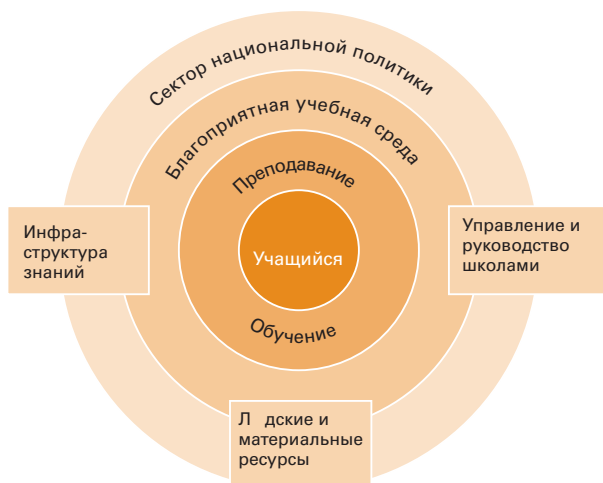 Сектор национальной политики
Благоприятная учебная среда
Преподавание
Учащийся
Обучение
Инфра-
структура
знаний
Управление и
руководство
школами
Л дские и
материальные
ресурсы